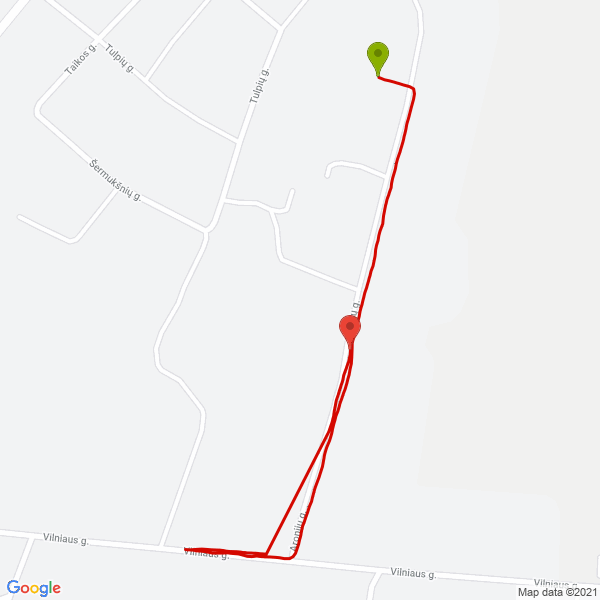 Taikos g.
Tulpių g.
Tulpių g.
Šermukšnių g.
g.
Aronijų g.
Vilniaus g.
Vilniaus g.
Vilniaus g.
Vilniaus g.
Google
Map data ©2021